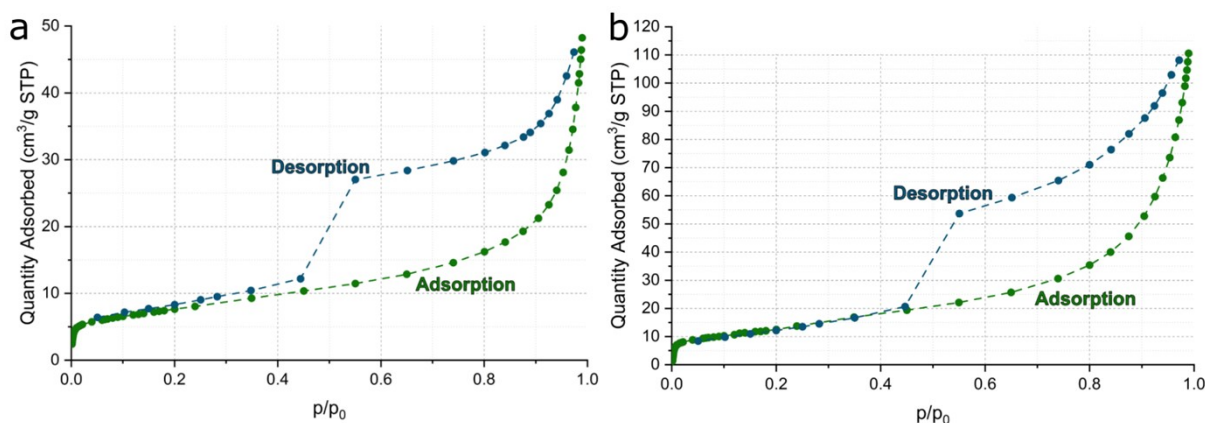 a
50
40
30
20
10
0
Quantity Adsorbed (cm³/g STP)
Desorption
Adsorption
0.0 0.2 0.4 0.6 0.8 1.0
p/p₀
b
120
110
100
90
80
70
60
50
40
30
20
10
0
Quantity Adsorbed (cm³/g STP)
Desorption
Adsorption
0.0 0.2 0.4 0.6 0.8 1.0
p/p₀